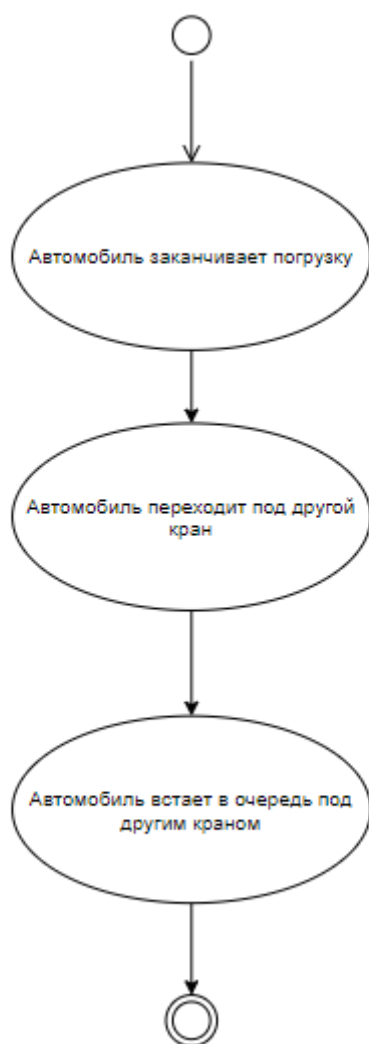 Автомобиль заканчивает погрузку
Автомобиль переходит под другой
кран
Автомобиль встает в очередь под
другим краном